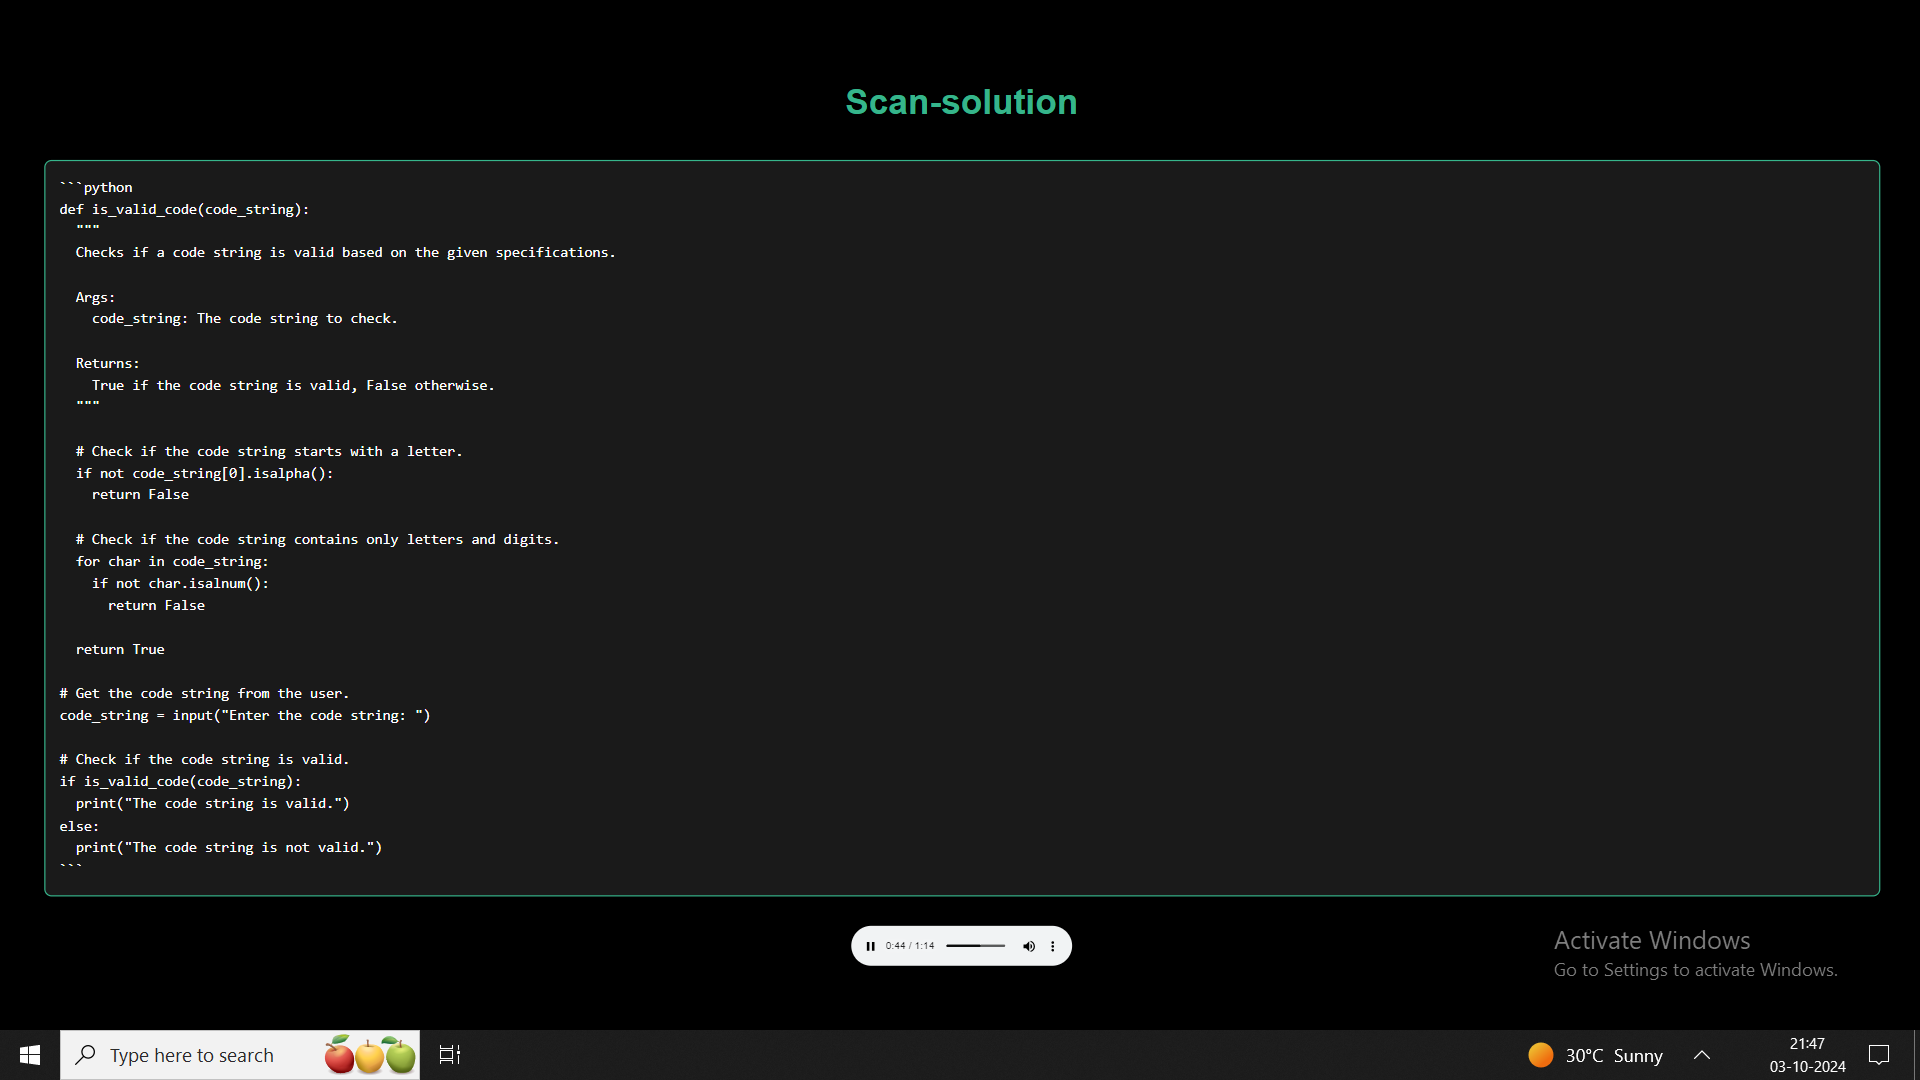 Scan-solution
```python
def is_valid_code(code_string):
  """
  Checks if a code string is valid based on the given specifications.

  Args:
    code_string: The code string to check.

  Returns:
    True if the code string is valid, False otherwise.
  """

  # Check if the code string starts with a letter.
  if not code_string[0].isalpha():
    return False

  # Check if the code string contains only letters and digits.
  for char in code_string:
    if not char.isalnum():
      return False

  return True

# Get the code string from the user.
code_string = input("Enter the code string: ")

# Check if the code string is valid.
if is_valid_code(code_string):
  print("The code string is valid.")
else:
  print("The code string is not valid.")
```
0:44 / 1:14
Activate Windows
Go to Settings to activate Windows.
Type here to search
30°C Sunny
21:47
03-10-2024